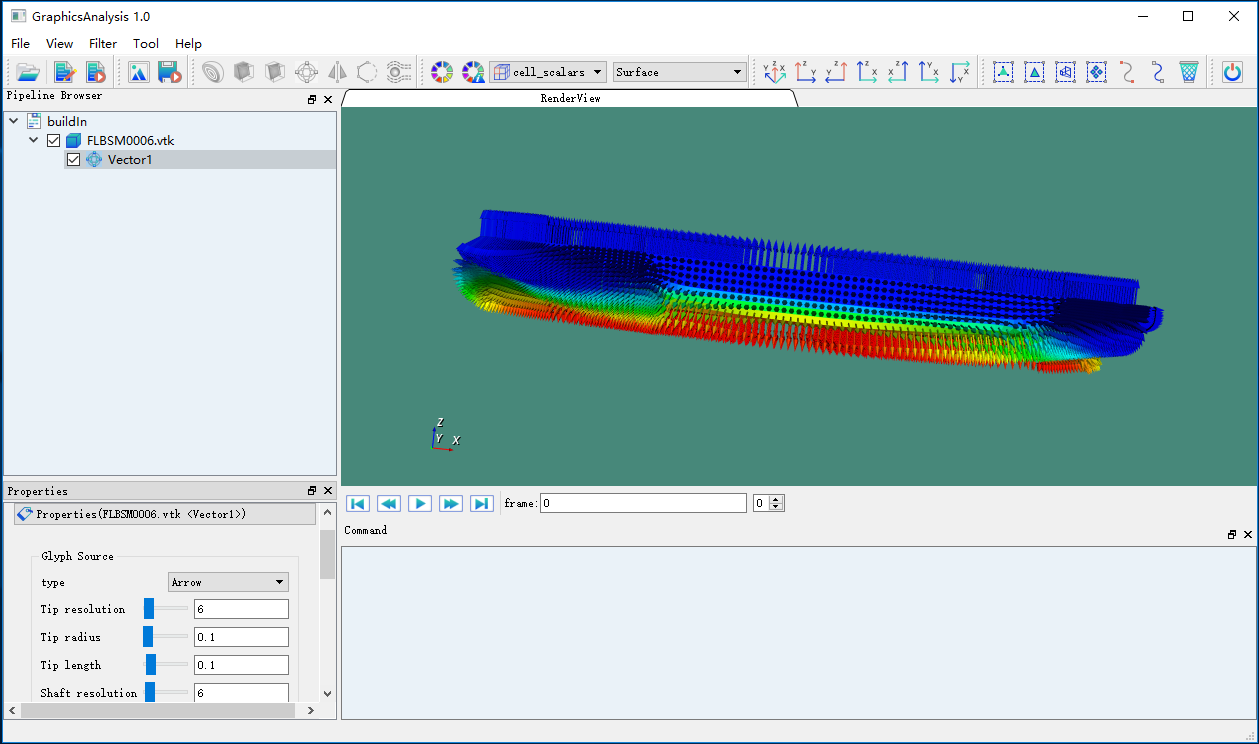 GraphicsAnalysis 1.0
File View Filter Tool Help
cell_scalars Surface
Pipeline Browser
RenderView
buildIn
FLBSM0006.vtk
Vector1
Z
Y X
Properties
Properties(FLBSM0006.vtk <Vector1>)
Glyph Source
type Arrow
Tip resolution 6
Tip radius 0.1
Tip length 0.1
Shaft resolution 6
frame: 0 0
Command